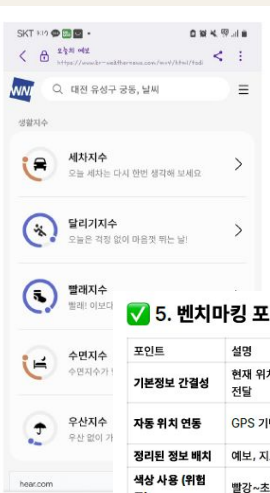 SKT
오늘의 예보
WNI
대전 유성구 궁동, 날씨
생활지수
세차지수
오늘 세차는 다시 한번 생각해 보세요
달리기지수
오늘은 걱정 없이 마음껏 뛰는 날!
빨래지수
빨래! 이보다
수면지수
수면지수가
우산지수
우산 없이
hear.com
✅ 5. 벤치마킹 포
포인트 설명
기본정보 간결성 현재 위치
전달
자동 위치 연동 GPS 기반
정리된 정보 배치 예보, 지
색상 사용 (위험 빨강~초